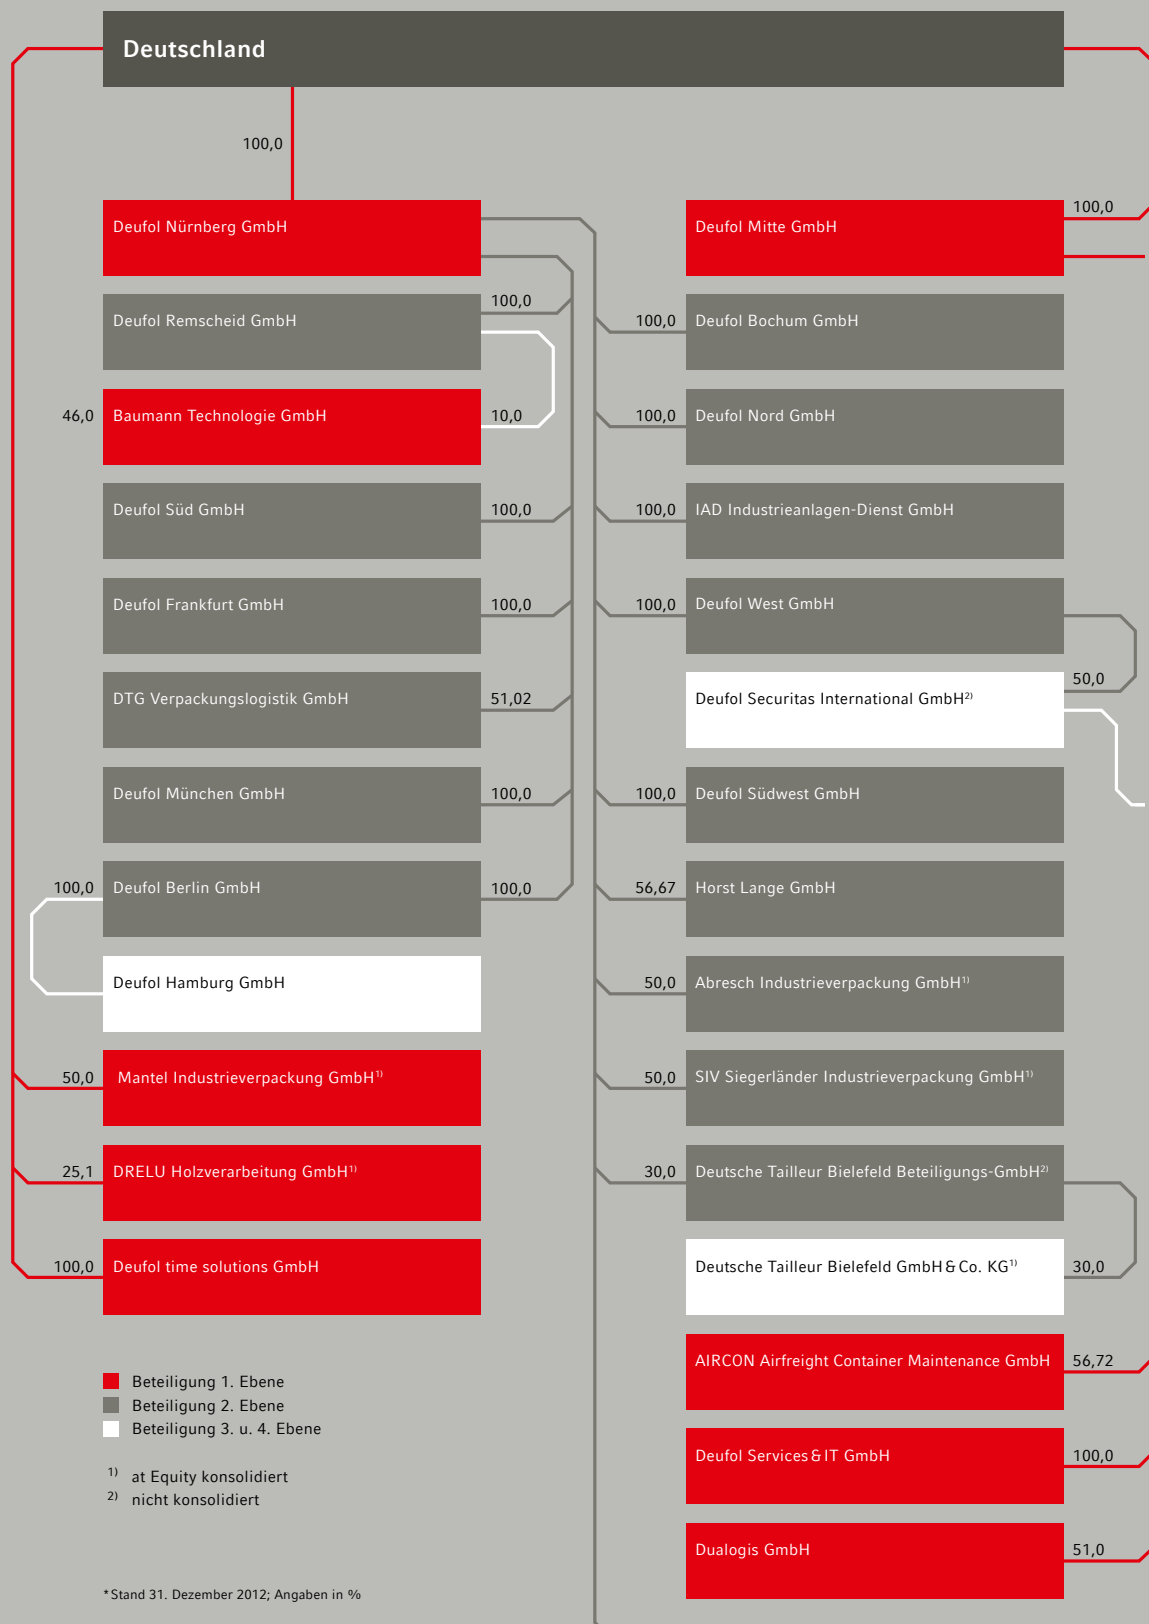 Deutschland
100,0
Deufol Nürnberg GmbH
Deufol Remscheid GmbH
100,0
46,0
Baumann Technologie GmbH
10,0
Deufol Süd GmbH
100,0
Deufol Frankfurt GmbH
100,0
DTG Verpackungslogistik GmbH
51,02
Deufol München GmbH
100,0
100,0
Deufol Berlin GmbH
100,0
Deufol Hamburg GmbH
50,0
Mantel Industrieverpackung GmbH¹⁾
25,1
DRELU Holzverarbeitung GmbH¹⁾
100,0
Deufol time solutions GmbH
Deufol Mitte GmbH
100,0
100,0
Deufol Bochum GmbH
100,0
Deufol Nord GmbH
100,0
IAD Industrieanlagen-Dienst GmbH
100,0
Deufol West GmbH
Deufol Securitas International GmbH²⁾
50,0
100,0
Deufol Südwest GmbH
56,67
Horst Lange GmbH
50,0
Abresch Industrieverpackung GmbH¹⁾
50,0
SIV Siegerländer Industrieverpackung GmbH¹⁾
30,0
Deutsche Tailleur Bielefeld Beteiligungs-GmbH²⁾
Deutsche Tailleur Bielefeld GmbH & Co. KG¹⁾
30,0
AIRCON Airfreight Container Maintenance GmbH
56,72
Deufol Services & IT GmbH
100,0
Dualogis GmbH
51,0
Beteiligung 1. Ebene
Beteiligung 2. Ebene
Beteiligung 3. u. 4. Ebene
¹⁾ at Equity konsolidiert
²⁾ nicht konsolidiert
*Stand 31. Dezember 2012; Angaben in %